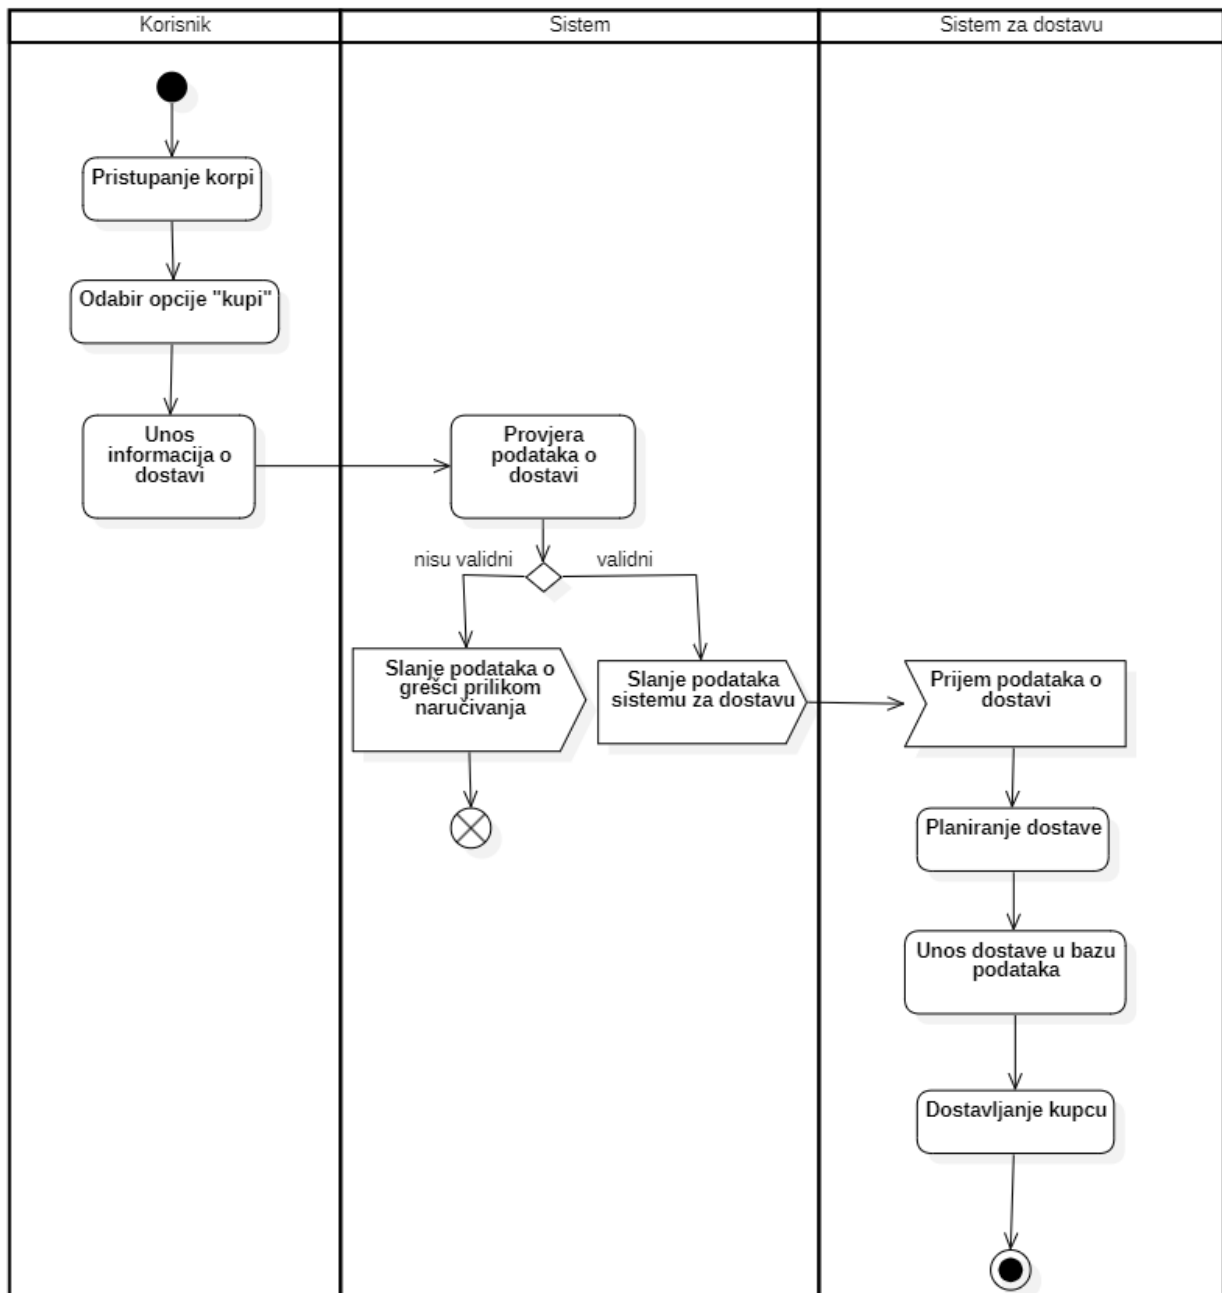 Korisnik
Sistem
Sistem za dostavu
Pristupanje korpi
Odabir opcije "kupi"
Unos
informacija o
dostavi
Provjera
podataka o
dostavi
nisu validni
validni
Slanje podataka o
grešci prilikom
naručivanja
Slanje podataka
sistemu za dostavu
Prijem podataka o
dostavi
Planiranje dostave
Unos dostave u bazu
podataka
Dostavljanje kupcu